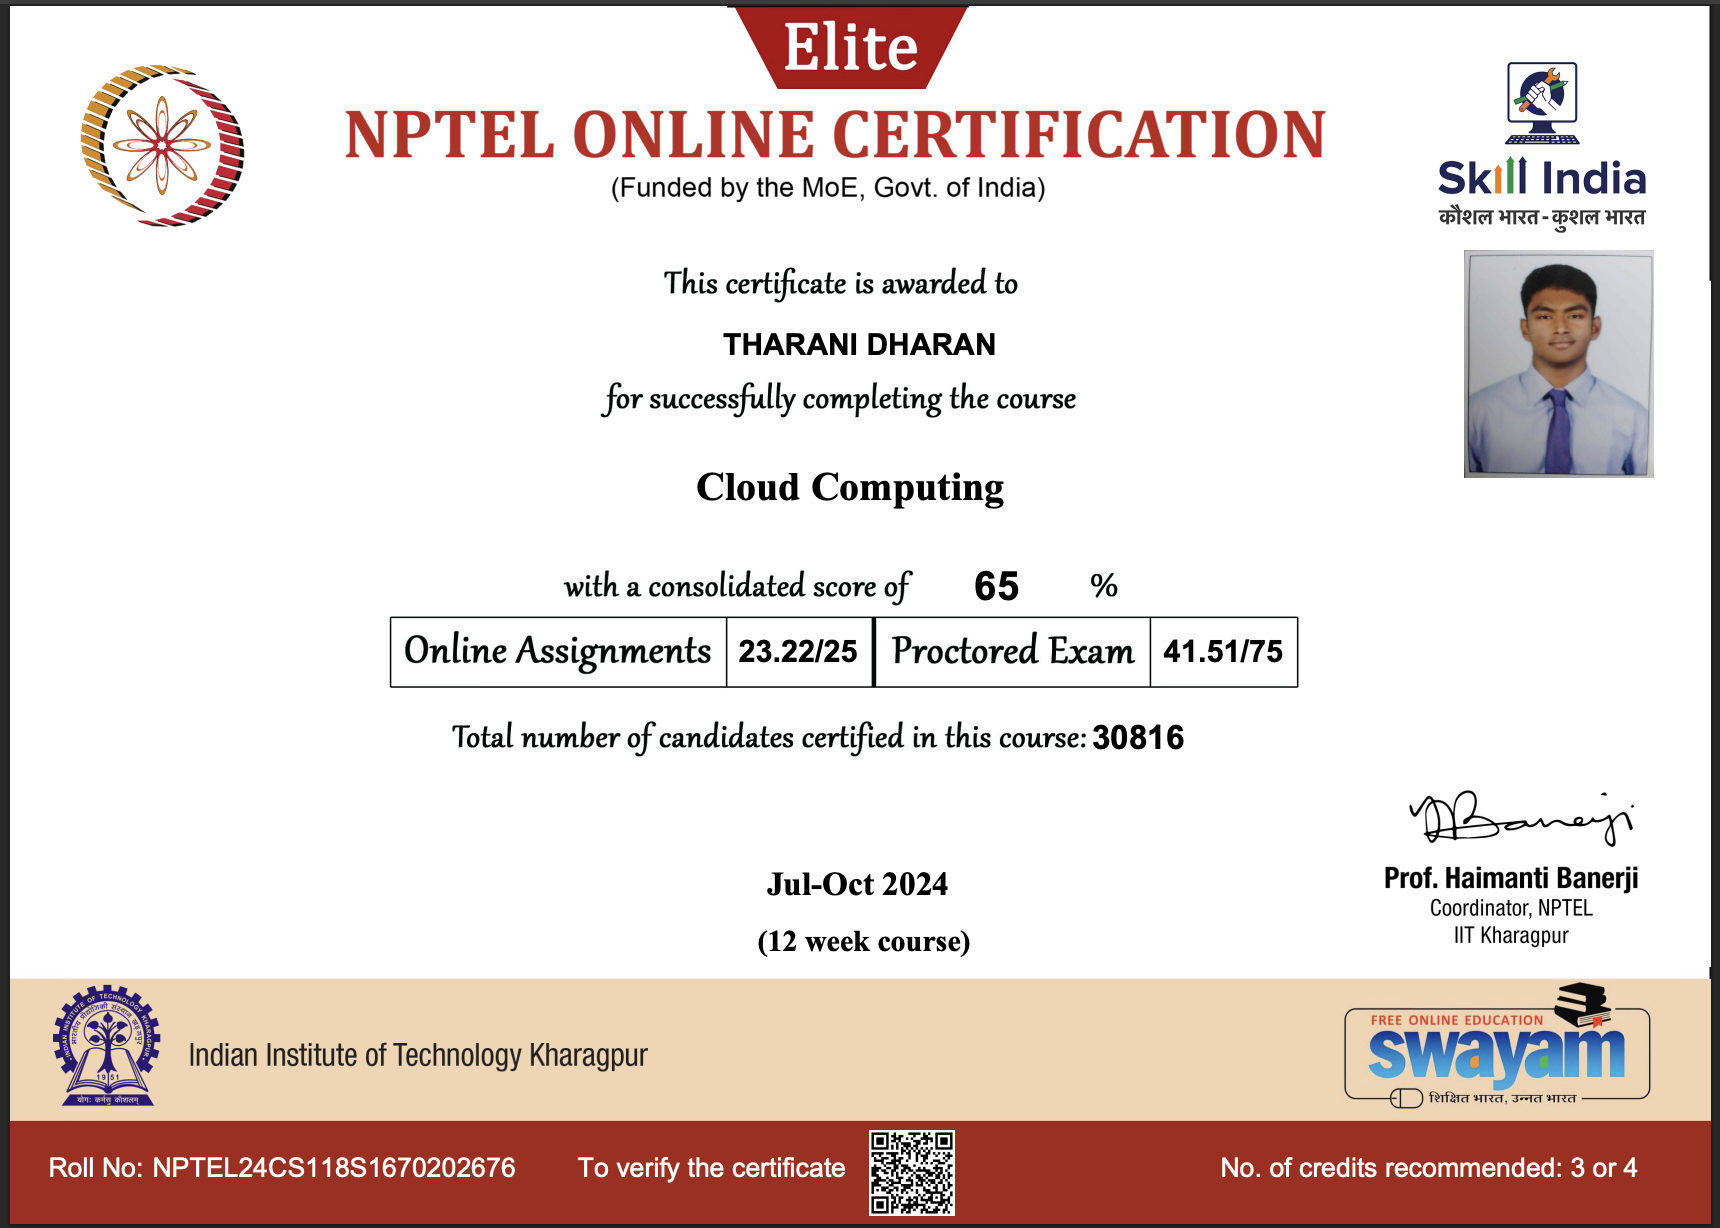 Elite
NPTEL ONLINE CERTIFICATION
(Funded by the MoE, Govt. of India)
Skill India
कौशल भारत - कुशल भारत
This certificate is awarded to
THARANI DHARAN
for successfully completing the course
Cloud Computing
with a consolidated score of 65 %
Online Assignments 23.22/25 Proctored Exam 41.51/75
Total number of candidates certified in this course: 30816
Jul-Oct 2024
(12 week course)
Prof. Haimanti Banerji
Coordinator, NPTEL
IIT Kharagpur
INDIAN INSTITUTE OF TECHNOLOGY KHARAGPUR
1951
योगः कर्मसु कौशलम्
Indian Institute of Technology Kharagpur
FREE ONLINE EDUCATION
swayam
शिक्षित भारत, उन्नत भारत
Roll No: NPTEL24CS118S1670202676
To verify the certificate
No. of credits recommended: 3 or 4